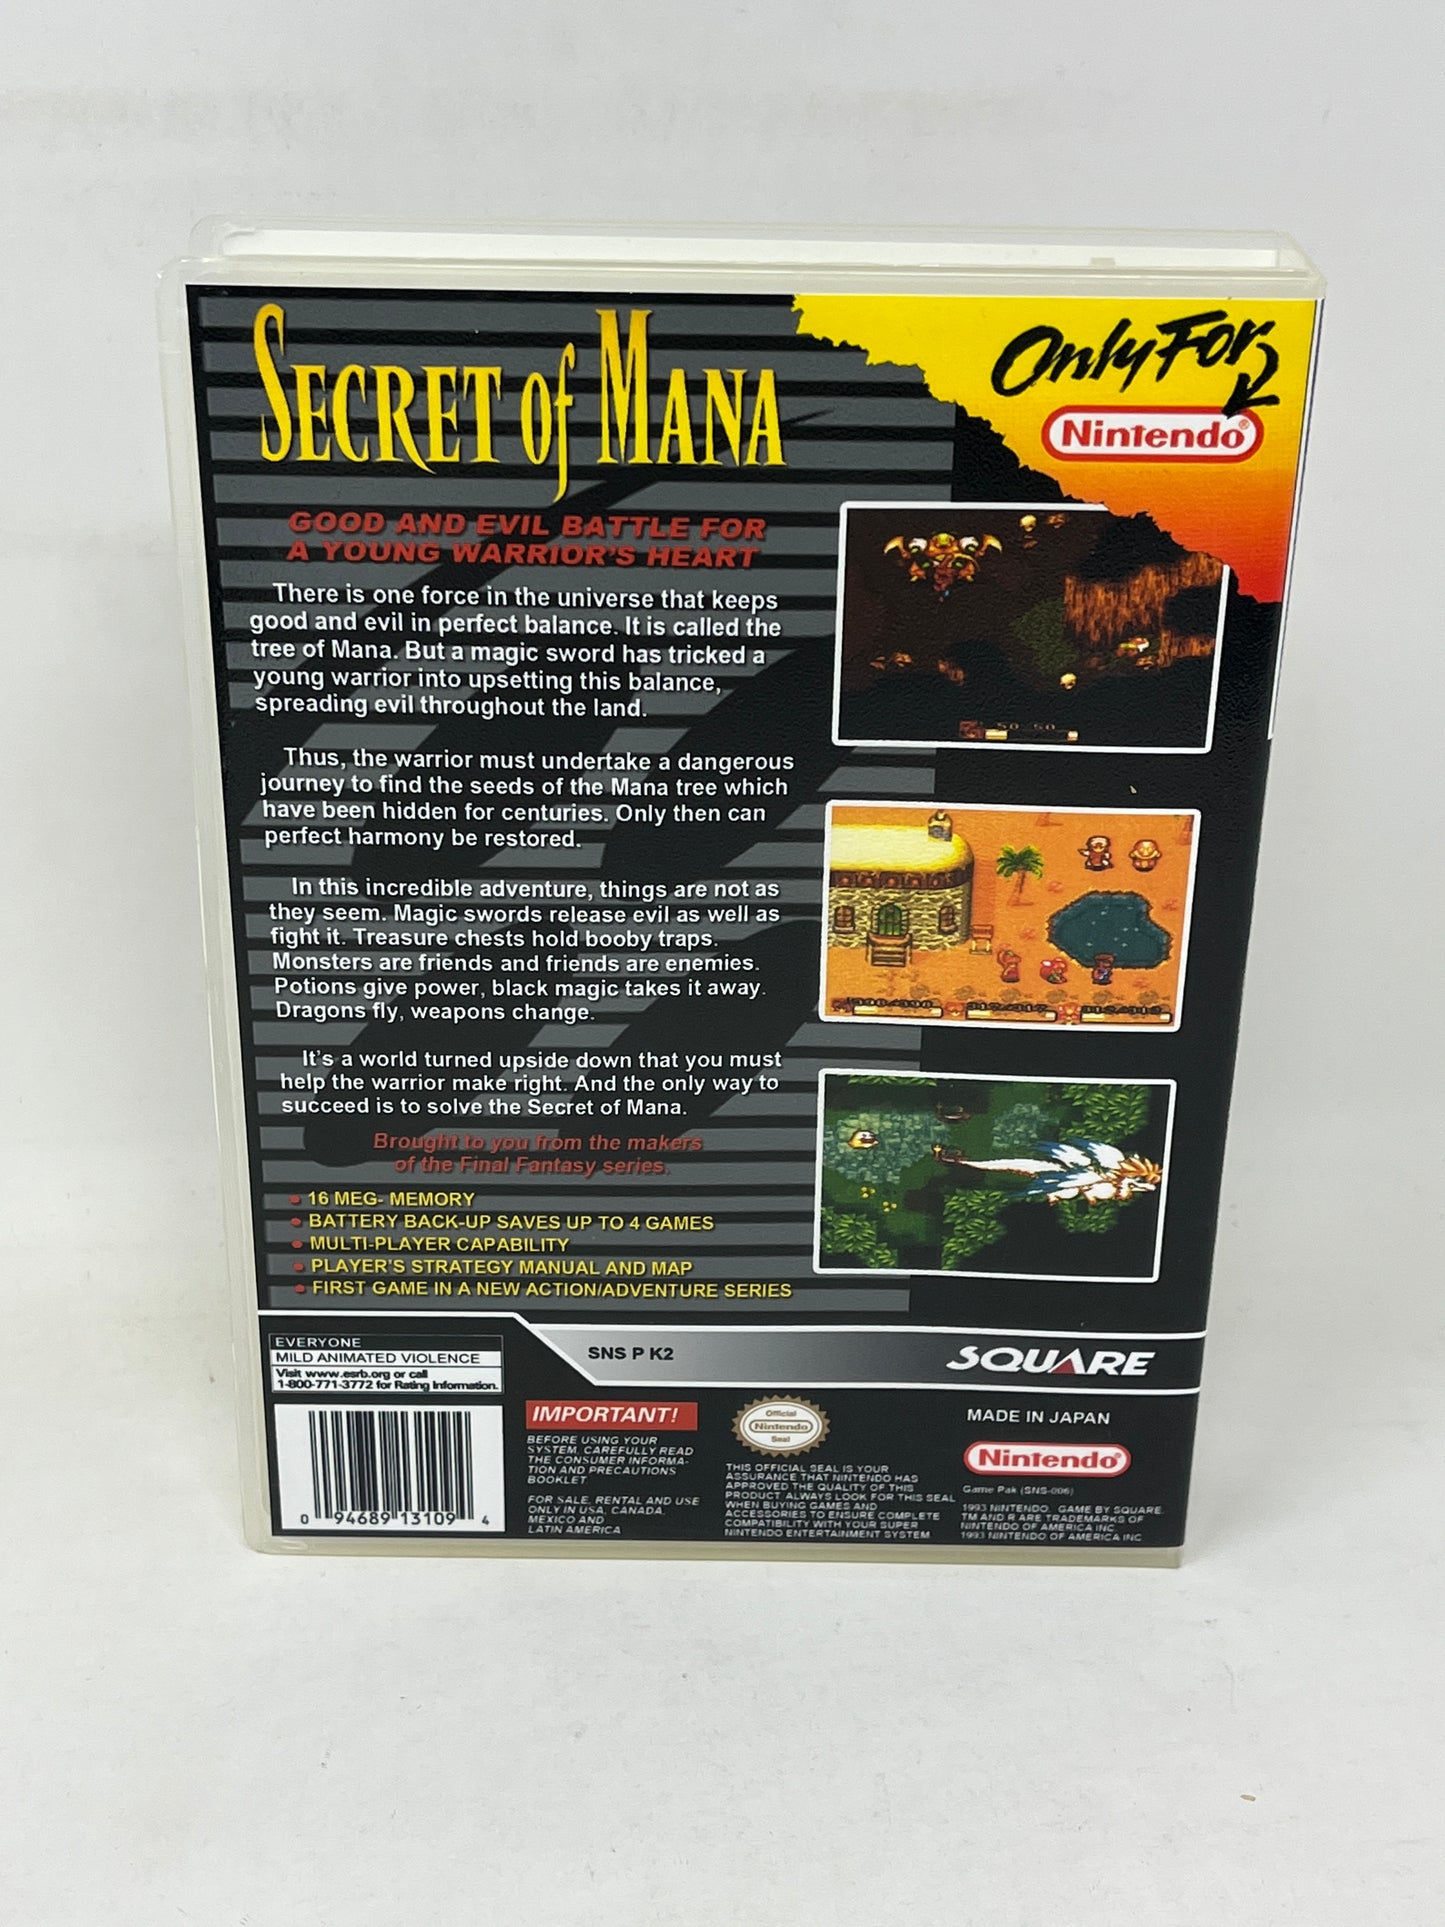 SECRET OF MANA
Only For
Nintendo®
GOOD AND EVIL BATTLE FOR
A YOUNG WARRIOR'S HEART
There is one force in the universe that keeps
good and evil in perfect balance. It is called the
tree of Mana. But a magic sword has tricked a
young warrior into upsetting this balance,
spreading evil throughout the land.
Thus, the warrior must undertake a dangerous
journey to find the seeds of the Mana tree which
have been hidden for centuries. Only then can
perfect harmony be restored.
In this incredible adventure, things are not as
they seem. Magic swords release evil as well as
fight it. Treasure chests hold booby traps.
Monsters are friends and friends are enemies.
Potions give power, black magic takes it away.
Dragons fly, weapons change.
It's a world turned upside down that you must
help the warrior make right. And the only way to
succeed is to solve the Secret of Mana.
Brought to you from the makers
of the Final Fantasy series.
• 16 MEG- MEMORY
• BATTERY BACK-UP SAVES UP TO 4 GAMES
• MULTI-PLAYER CAPABILITY
• PLAYER'S STRATEGY MANUAL AND MAP
• FIRST GAME IN A NEW ACTION/ADVENTURE SERIES
50 50
398/398 317/317 312/312
EVERYONE
MILD ANIMATED VIOLENCE
Visit www.esrb.org or call
1-800-771-3772 for Rating Information.
SNS P K2
SQUARE
0 94689 13109 4
IMPORTANT!
BEFORE USING YOUR
SYSTEM, CAREFULLY READ
THE CONSUMER INFORMA-
TION AND PRECAUTIONS
BOOKLET
FOR SALE, RENTAL AND USE
ONLY IN USA, CANADA,
MEXICO AND
LATIN AMERICA
Official
Nintendo
Seal
THIS OFFICIAL SEAL IS YOUR
ASSURANCE THAT NINTENDO HAS
APPROVED THE QUALITY OF THIS
PRODUCT. ALWAYS LOOK FOR THIS SEAL
WHEN BUYING GAMES AND
ACCESSORIES TO ENSURE COMPLETE
COMPATIBILITY WITH YOUR SUPER
NINTENDO ENTERTAINMENT SYSTEM
MADE IN JAPAN
Nintendo®
Game Pak (SNS-006)
1993 NINTENDO. GAME BY SQUARE.
TM AND R ARE TRADEMARKS OF
NINTENDO OF AMERICA INC.
1993 NINTENDO OF AMERICA INC.